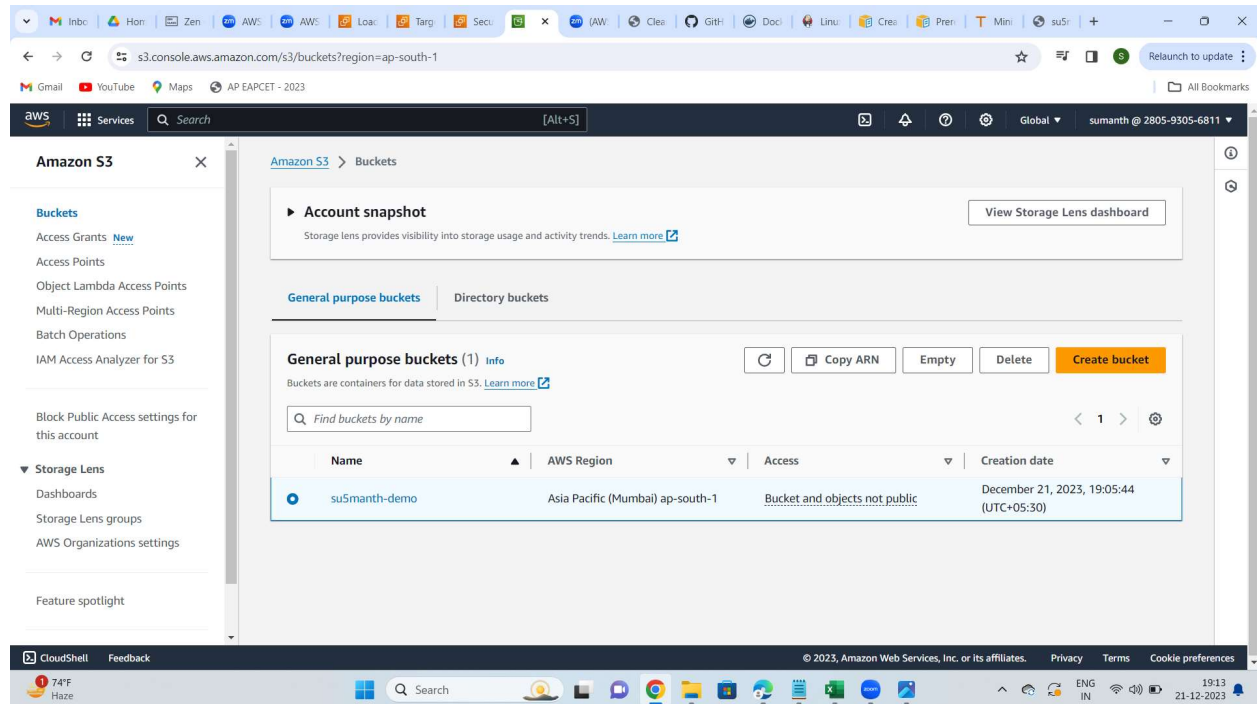 Inbo
Hom
Zen
AWS
AWS
Load
Targ
Secu
(AW
Clea
GitH
Doci
Linu
Crea
Pren
Mini
su5r
s3.console.aws.amazon.com/s3/buckets?region=ap-south-1
S
Relaunch to update
Gmail
YouTube
Maps
AP EAPCET - 2023
All Bookmarks
aws
Services
Search
[Alt+S]
Global
sumanth @ 2805-9305-6811
Amazon S3
Buckets
Access Grants New
Access Points
Object Lambda Access Points
Multi-Region Access Points
Batch Operations
IAM Access Analyzer for S3
Block Public Access settings for
this account
Storage Lens
Dashboards
Storage Lens groups
AWS Organizations settings
Feature spotlight
Amazon S3 > Buckets
Account snapshot
View Storage Lens dashboard
Storage lens provides visibility into storage usage and activity trends. Learn more
General purpose buckets
Directory buckets
General purpose buckets (1) Info
Copy ARN
Empty
Delete
Create bucket
Buckets are containers for data stored in S3. Learn more
Find buckets by name
1
Name
AWS Region
Access
Creation date
su5manth-demo
Asia Pacific (Mumbai) ap-south-1
Bucket and objects not public
December 21, 2023, 19:05:44
(UTC+05:30)
CloudShell
Feedback
© 2023, Amazon Web Services, Inc. or its affiliates.
Privacy
Terms
Cookie preferences
1
74°F
Haze
Search
ENG
IN
19:13
21-12-2023